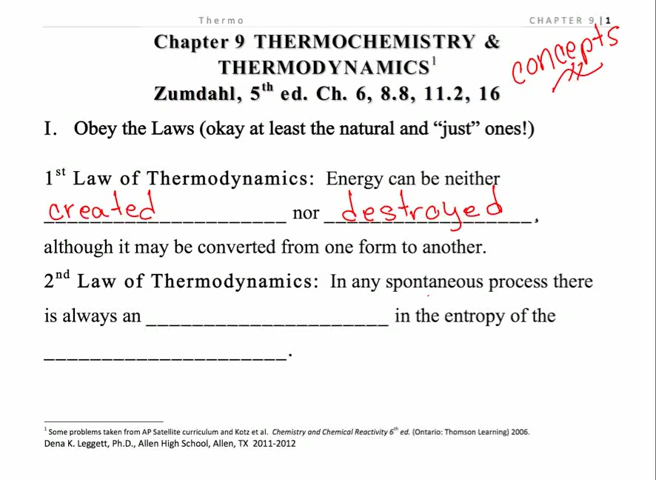 Thermo CHAPTER 9 | 1
Chapter 9 THERMOCHEMISTRY &
THERMODYNAMICS1
concepts
Zumdahl, 5th ed. Ch. 6, 8.8, 11.2, 16
I. Obey the Laws (okay at least the natural and “just” ones!)
1st Law of Thermodynamics: Energy can be neither
created nor destroyed,
although it may be converted from one form to another.
2nd Law of Thermodynamics: In any spontaneous process there
is always an ____________________ in the entropy of the
____________________.
1 Some problems taken from AP Satellite curriculum and Kotz et al. Chemistry and Chemical Reactivity 6th ed. (Ontario: Thomson Learning) 2006.
Dena K. Leggett, Ph.D., Allen High School, Allen, TX 2011-2012